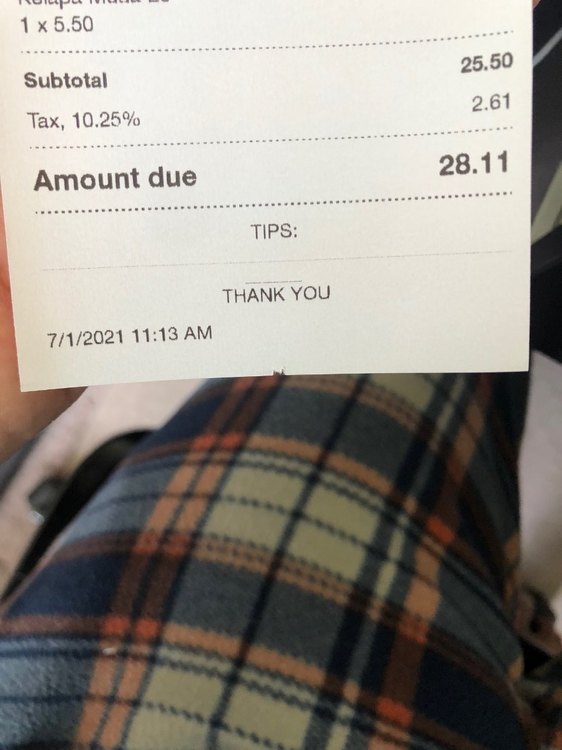 1 x 5.50
Subtotal 25.50
Tax, 10.25% 2.61
Amount due 28.11
TIPS:
THANK YOU
7/1/2021 11:13 AM